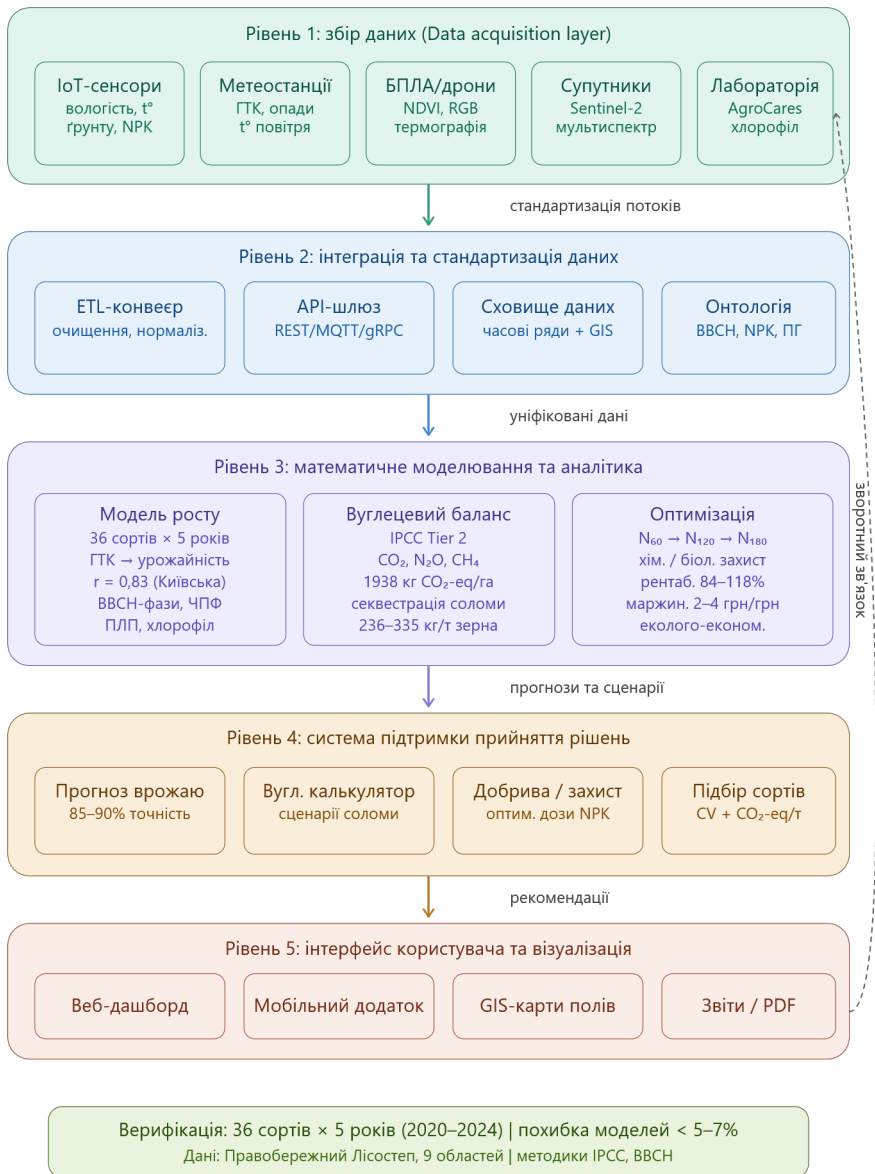 Рівень 1: збір даних (Data acquisition layer)
IoT-сенсори
вологість, t°
ґрунту, NPK
Метеостанції
ГТК, опади
t° повітря
БПЛА/дрони
NDVI, RGB
термографія
Супутники
Sentinel-2
мультиспектр
Лабораторія
AgroCares
хлорофіл
стандартизація потоків
Рівень 2: інтеграція та стандартизація даних
ETL-конвеєр
очищення, нормаліз.
API-шлюз
REST/MQTT/gRPC
Сховище даних
часові ряди + GIS
Онтологія
BBCH, NPK, ПГ
уніфіковані дані
Рівень 3: математичне моделювання та аналітика
Модель росту
36 сортів × 5 років
ГТК → урожайність
r = 0,83 (Київська)
BBCH-фази, ЧПФ
ПЛП, хлорофіл
Вуглецевий баланс
IPCC Tier 2
CO₂, N₂O, CH₄
1938 кг CO₂-eq/га
секвестрація соломи
236–335 кг/т зерна
Оптимізація
N₆₀ → N₁₂₀ → N₁₈₀
хім. / біол. захист
рентаб. 84–118%
маржин. 2–4 грн/грн
еколого-економ.
зворотний зв'язок
прогнози та сценарії
Рівень 4: система підтримки прийняття рішень
Прогноз врожаю
85–90% точність
Вугл. калькулятор
сценарії соломи
Добрива / захист
оптим. дози NPK
Підбір сортів
CV + CO₂-eq/т
рекомендації
Рівень 5: інтерфейс користувача та візуалізація
Веб-дашборд
Мобільний додаток
GIS-карти полів
Звіти / PDF
Верифікація: 36 сортів × 5 років (2020–2024) | похибка моделей < 5–7%
Дані: Правобережний Лісостеп, 9 областей | методики IPCC, BBCH